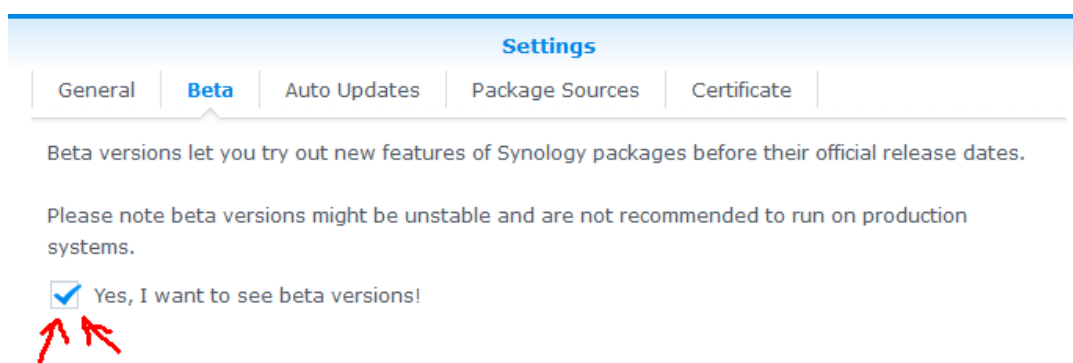 Settings
General Beta Auto Updates Package Sources Certificate
Beta versions let you try out new features of Synology packages before their official release dates.
Please note beta versions might be unstable and are not recommended to run on production
systems.
Yes, I want to see beta versions!